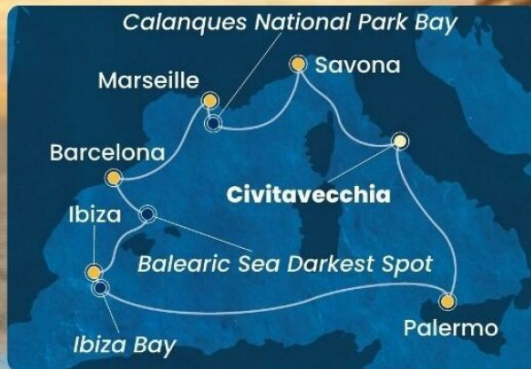 Calanques National Park Bay
Savona
Marseille
Barcelona
Civitavecchia
Ibiza
Balearic Sea Darkest Spot
Palermo
Ibiza Bay